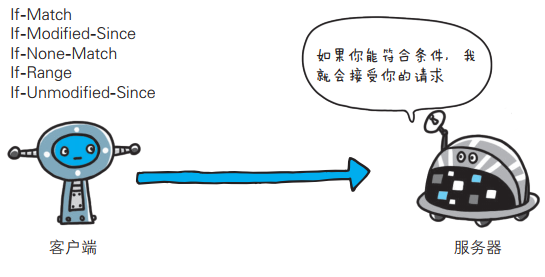 If-Match
If-Modified-Since
If-None-Match
If-Range
If-Unmodified-Since
如果你能符合条件，我
就会接受你的请求
客户端
服务器